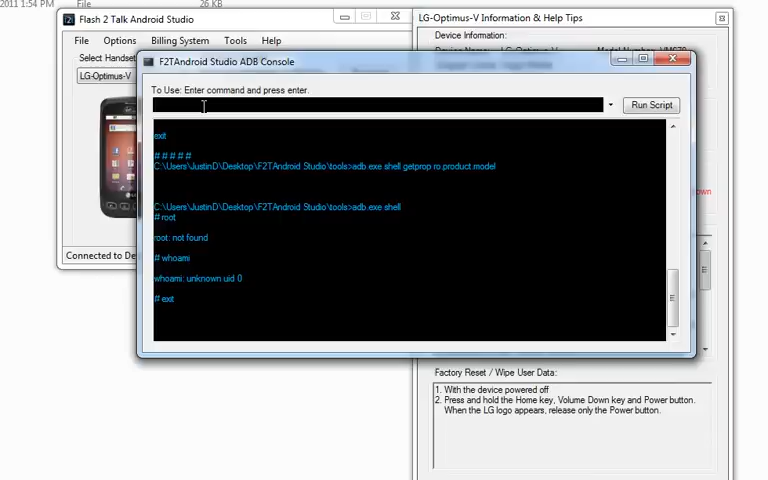 2011 1:54 PM
File
26 KB
Flash 2 Talk Android Studio
File Options Billing System Tools Help
Select Handset
LG-Optimus-V
Connected to De
LG-Optimus-V Information & Help Tips
Device Information:
F2TAndroid Studio ADB Console
To Use: Enter command and press enter.
Run Script
exit
# # # # #
C:\Users\JustinD\Desktop\F2TAndroid Studio\tools>adb.exe shell getprop ro.product.model
C:\Users\JustinD\Desktop\F2TAndroid Studio\tools>adb.exe shell
# root
root: not found
# whoami
whoami: unknown uid 0
# exit
own
Factory Reset / Wipe User Data:
1. With the device powered off
2. Press and hold the Home key, Volume Down key and Power button.
When the LG logo appears, release only the Power button.